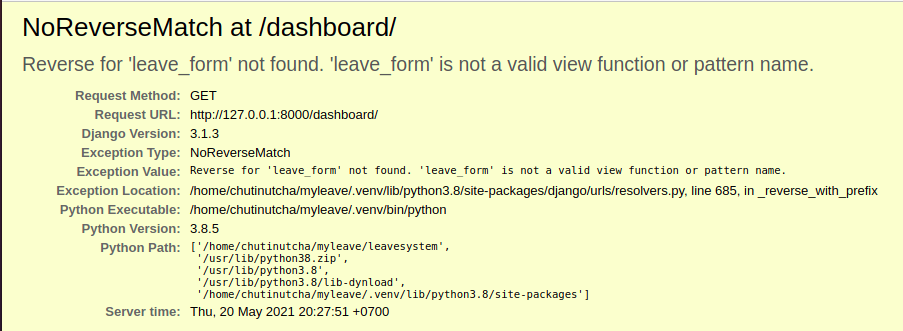 NoReverseMatch at /dashboard/
Reverse for 'leave_form' not found. 'leave_form' is not a valid view function or pattern name.
Request Method: GET
Request URL: http://127.0.0.1:8000/dashboard/
Django Version: 3.1.3
Exception Type: NoReverseMatch
Exception Value: Reverse for 'leave_form' not found. 'leave_form' is not a valid view function or pattern name.
Exception Location: /home/chutinutcha/myleave/.venv/lib/python3.8/site-packages/django/urls/resolvers.py, line 685, in _reverse_with_prefix
Python Executable: /home/chutinutcha/myleave/.venv/bin/python
Python Version: 3.8.5
Python Path: ['/home/chutinutcha/myleave/leavesystem',
'/usr/lib/python38.zip',
'/usr/lib/python3.8',
'/usr/lib/python3.8/lib-dynload',
'/home/chutinutcha/myleave/.venv/lib/python3.8/site-packages']
Server time: Thu, 20 May 2021 20:27:51 +0700